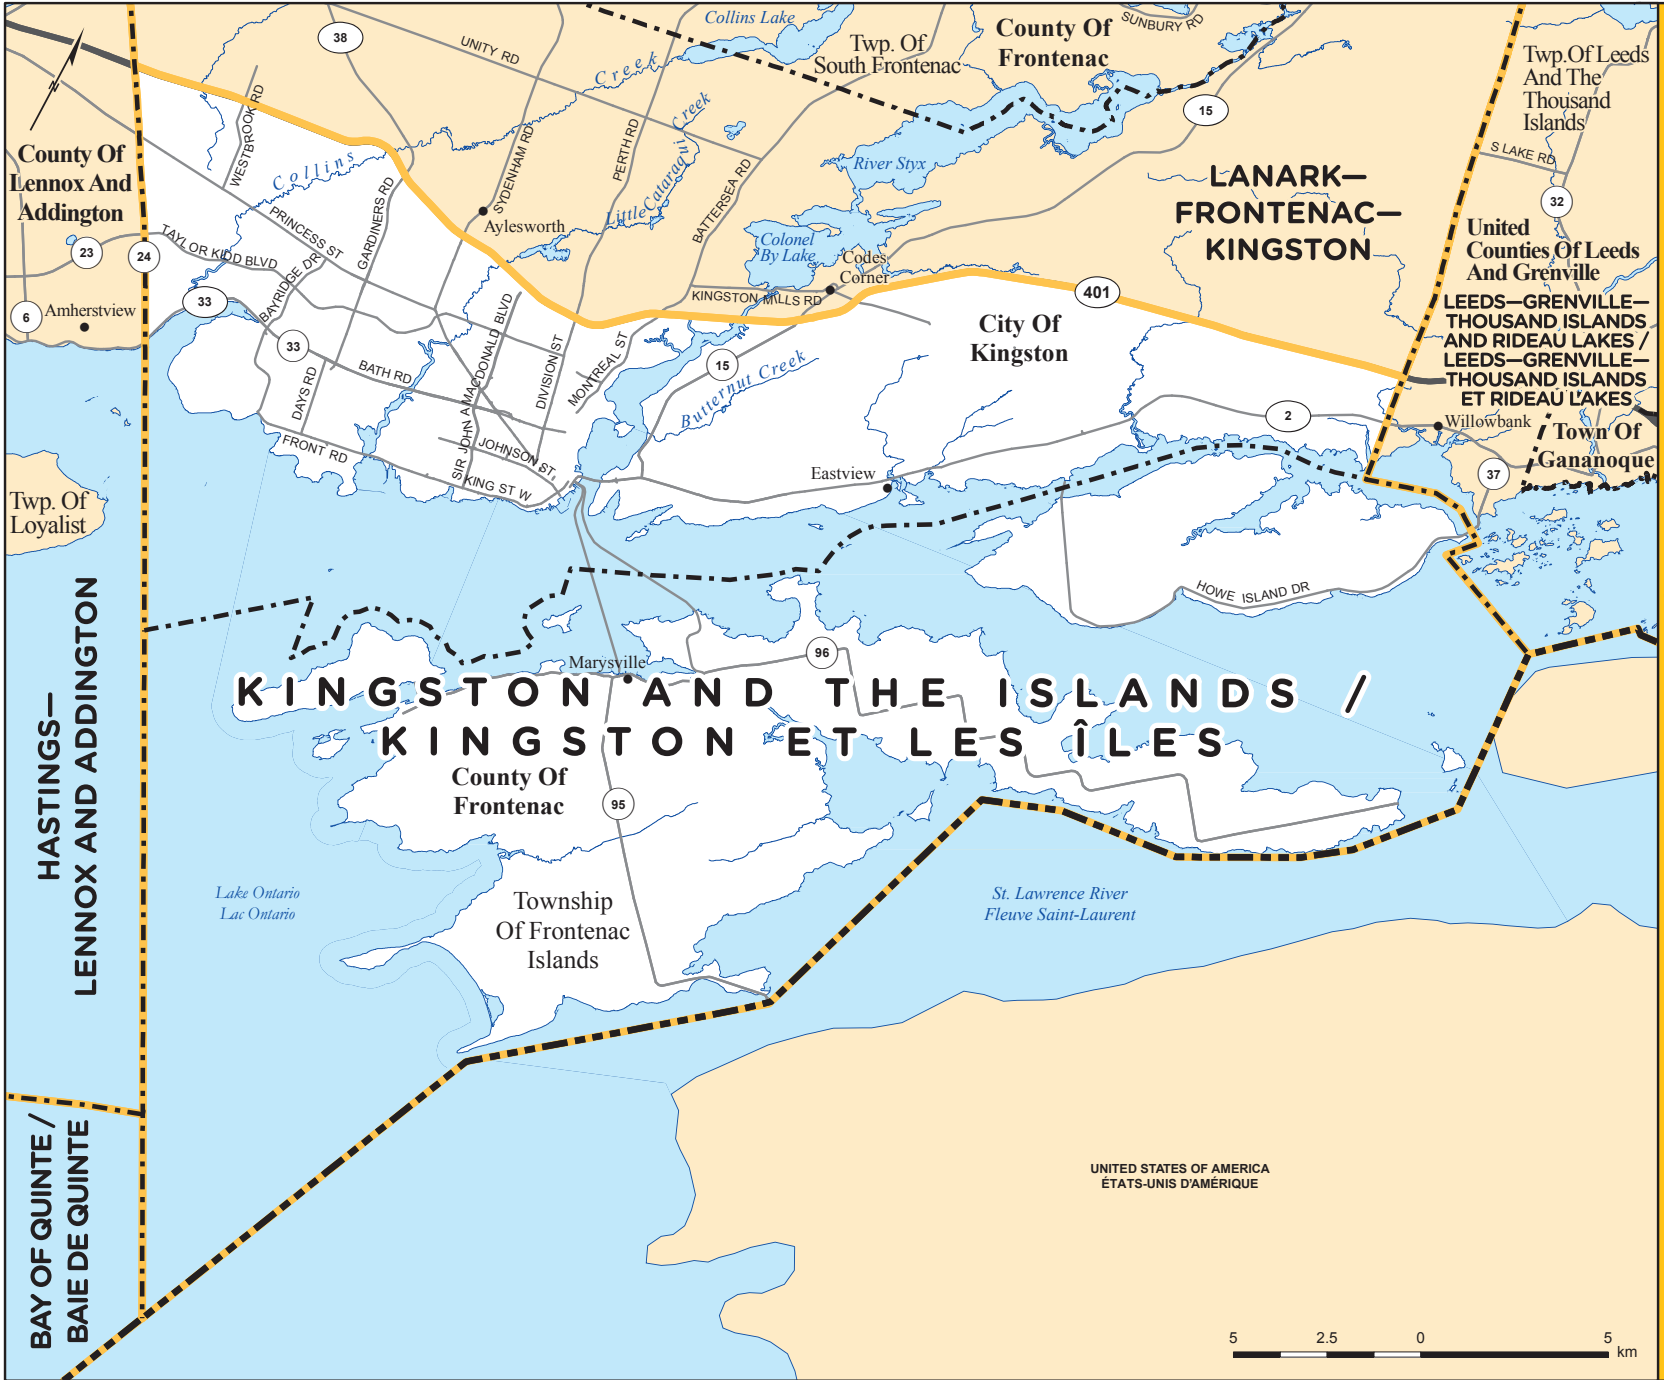 Collins Lake
County Of
Frontenac
SUNBURY RD
38
UNITY RD
Twp. Of
South Frontenac
Twp.Of Leeds
And The
Thousand
Islands
Creek
15
N
WESTBROOK RD
SYDENHAM RD
PERTH RD
Little Cataraqui Creek
BATTERSEA RD
River Styx
S LAKE RD
County Of
Lennox And
Addington
Collins
LANARK—
FRONTENAC—
KINGSTON
32
GARDINERS RD
PRINCESS ST
Aylesworth
United
Counties Of Leeds
And Grenville
23
24
TAYLOR KIDD BLVD
BAYRIDGE DR
Colonel
By Lake
Codes
Corner
KINGSTON MILLS RD
401
33
6
Amherstview
LEEDS—GRENVILLE—
THOUSAND ISLANDS
AND RIDEAU LAKES /
LEEDS—GRENVILLE—
THOUSAND ISLANDS
ET RIDEAU LAKES
City Of
Kingston
33
BATH RD
DAYS RD
SIR JOHN A MACDONALD BLVD
DIVISION ST
MONTREAL ST
15
Butternut Creek
2
Willowbank
Town Of
Gananoque
FRONT RD
JOHNSON ST
KING ST W
Eastview
37
Twp. Of
Loyalist
HOWE ISLAND DR
HASTINGS—
LENNOX AND ADDINGTON
Marysville
96
KINGSTON AND THE ISLANDS /
KINGSTON ET LES ÎLES
County Of
Frontenac
95
Lake Ontario
Lac Ontario
Township
Of Frontenac
Islands
St. Lawrence River
Fleuve Saint-Laurent
BAY OF QUINTE /
BAIE DE QUINTE
UNITED STATES OF AMERICA
ÉTATS-UNIS D'AMÉRIQUE
5 2.5 0 5
km